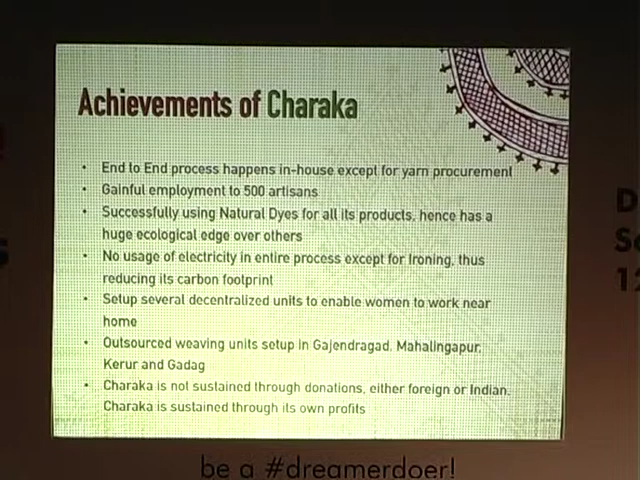 Achievements of Charaka
• End to End process happens in-house except for yarn procurement
• Gainful employment to 500 artisans
• Successfully using Natural Dyes for all its products, hence has a
huge ecological edge over others
• No usage of electricity in entire process except for Ironing, thus
reducing its carbon footprint
• Setup several decentralized units to enable women to work near
home
• Outsourced weaving units setup in Gajendragad, Mahalingapur,
Kerur and Gadag
• Charaka is not sustained through donations, either foreign or Indian.
Charaka is sustained through its own profits
be a #dreamerdoer!